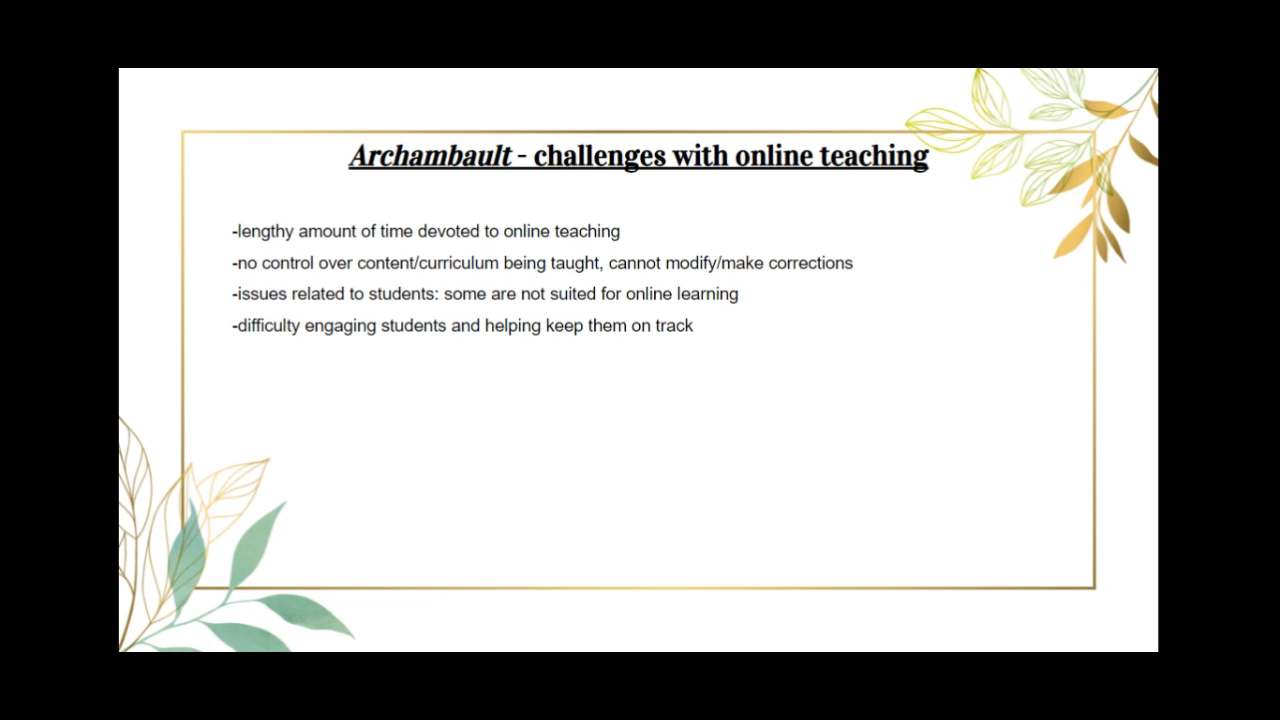 Archambault - challenges with online teaching
-lengthy amount of time devoted to online teaching
-no control over content/curriculum being taught, cannot modify/make corrections
-issues related to students: some are not suited for online learning
-difficulty engaging students and helping keep them on track